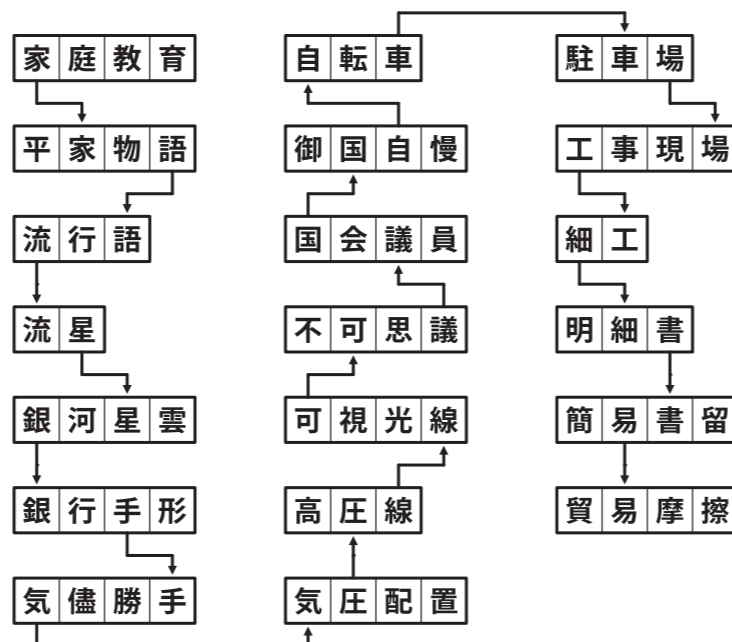 家庭教育
平家物語
流行語
流星
銀河星雲
銀行手形
気儘勝手
気圧配置
高圧線
可視光線
不可思議
国会議員
御国自慢
自転車
駐車場
工事現場
細工
明細書
簡易書留
貿易摩擦